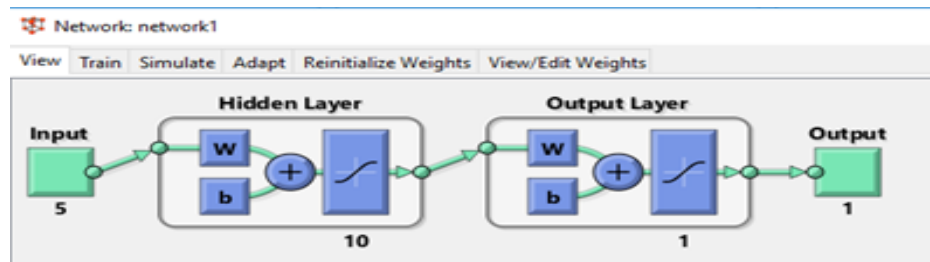 Network: network1
View Train Simulate Adapt Reinitialize Weights View/Edit Weights
Hidden Layer Output Layer
Input Output
W W
b b
+ +
5 10 1 1